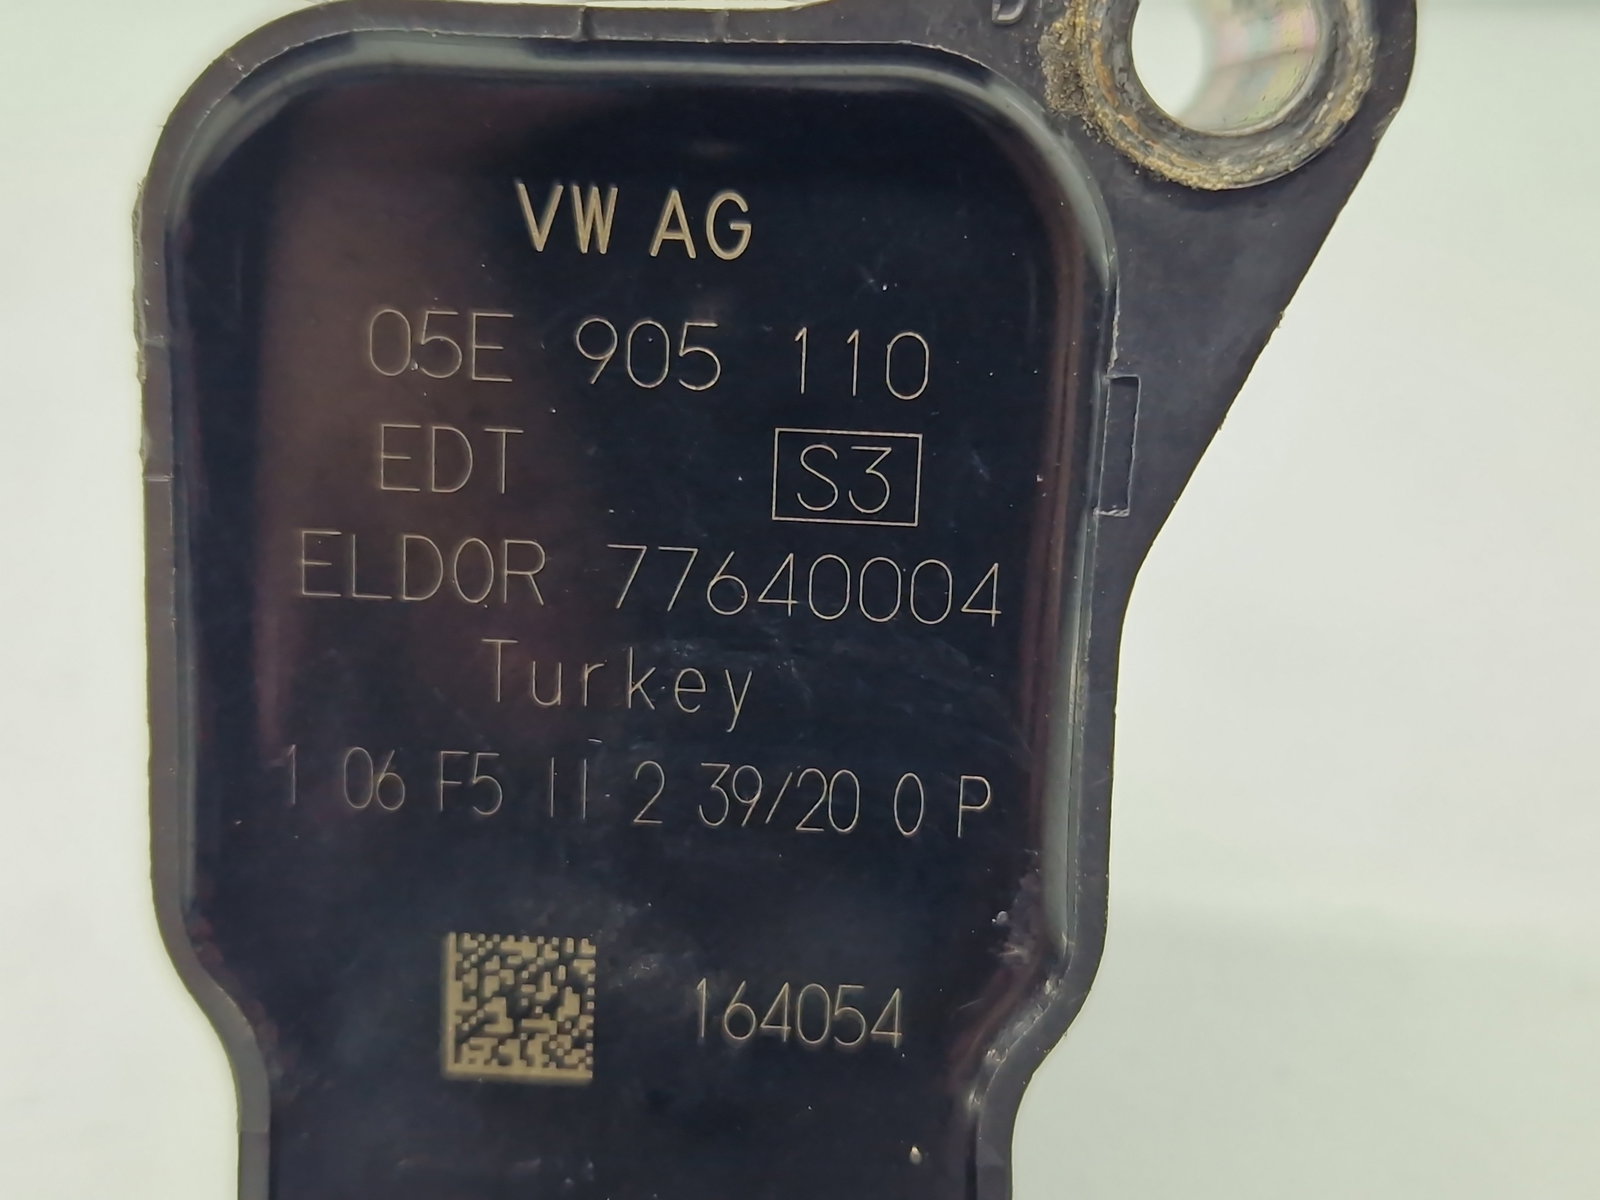 VW AG
05E 905 110
EDT S3
ELDOR 77640004
Turkey
1 06 F5 II 2 39/20 0 P
164054